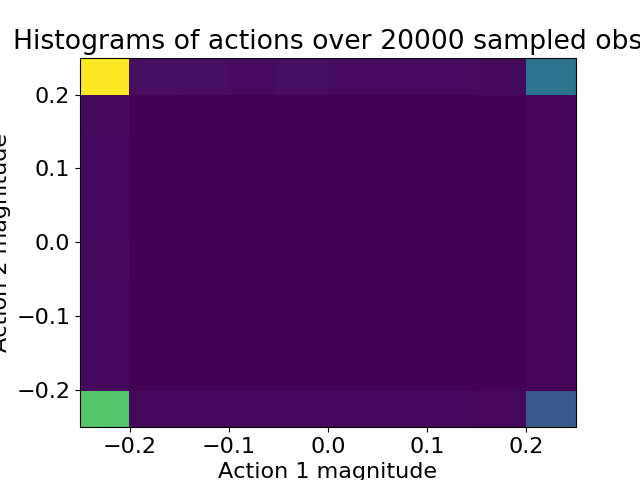 Histograms of actions over 20000 sampled obs
0.2
0.1
0.0
−0.1
−0.2
Action 2 magnitude
−0.2 −0.1 0.0 0.1 0.2
Action 1 magnitude